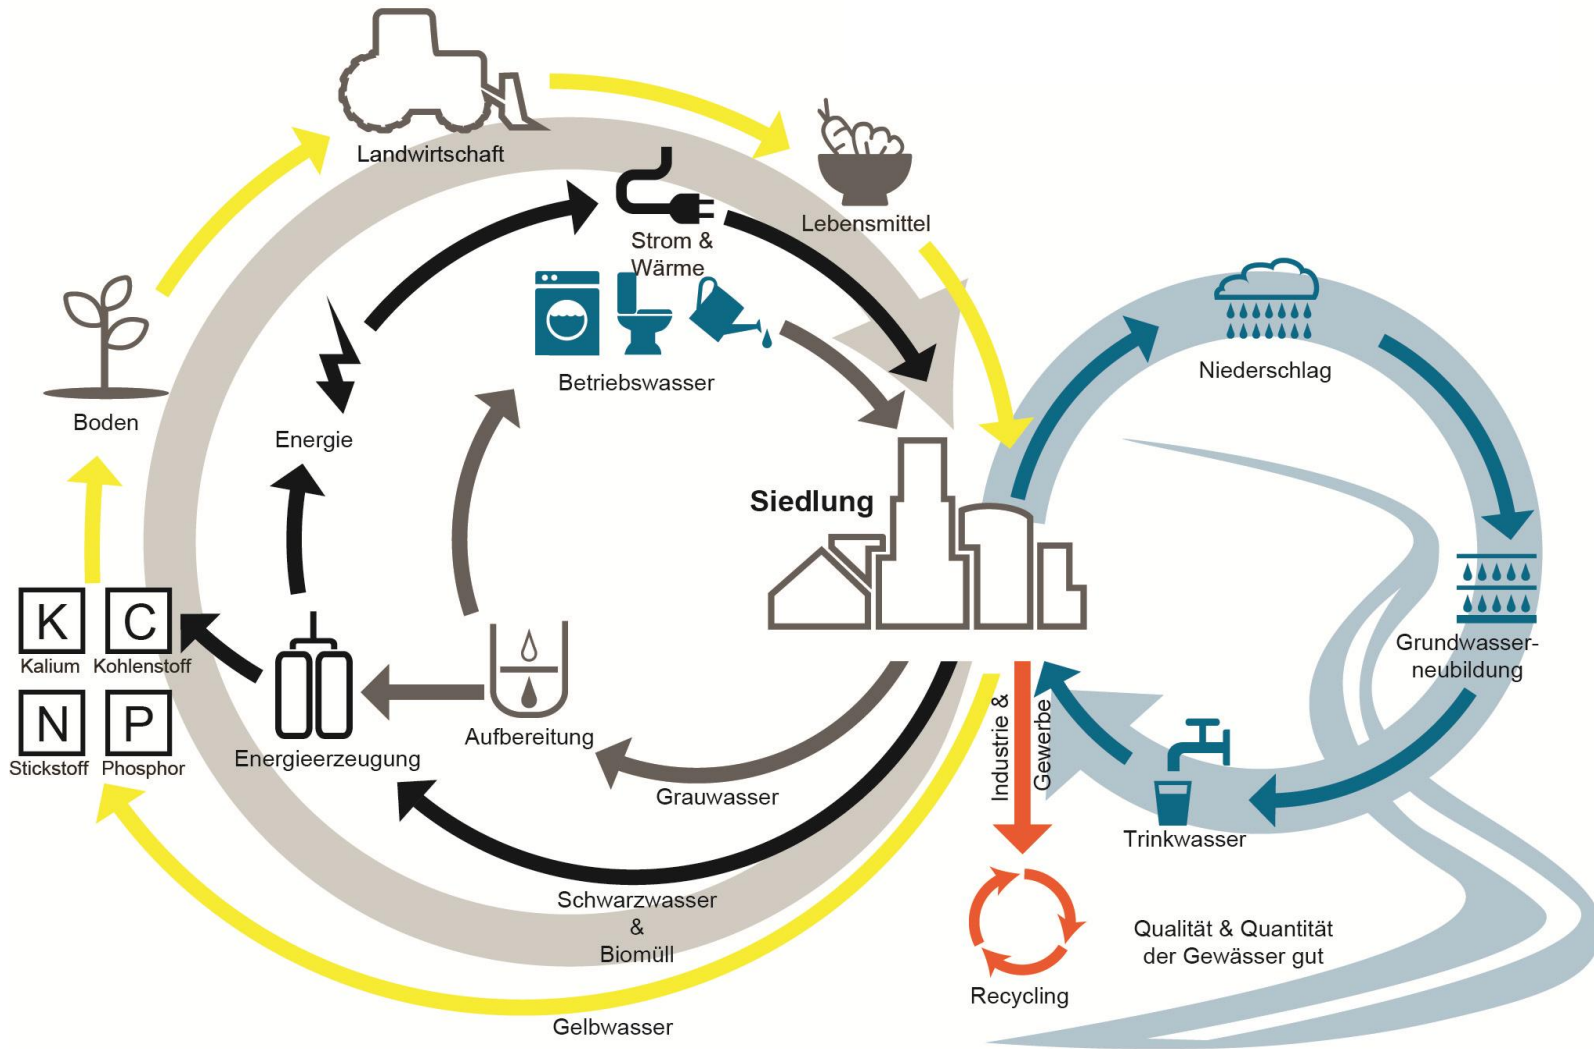 Landwirtschaft
Lebensmittel
Strom &
Wärme
Betriebswasser
Boden
Energie
Niederschlag
Siedlung
K
C
Kalium
Kohlenstoff
N
P
Stickstoff
Phosphor
Energieerzeugung
Aufbereitung
Grauwasser
Schwarzwasser
&
Biomüll
Gelbwasser
Industrie &
Gewerbe
Recycling
Grundwasser-
neubildung
Trinkwasser
Qualität & Quantität
der Gewässer gut